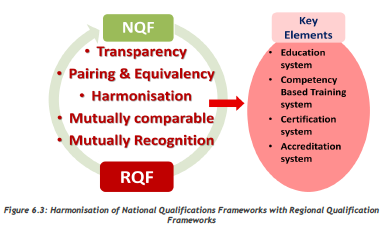 NQF
• Transparency
• Pairing & Equivalency
• Harmonisation
• Mutually comparable
• Mutually Recognition
RQF
Key
Elements
• Education
system
• Competency
Based Training
system
• Certification
system
• Accreditation
system
Figure 6.3: Harmonisation of National Qualifications Frameworks with Regional Qualification
Frameworks